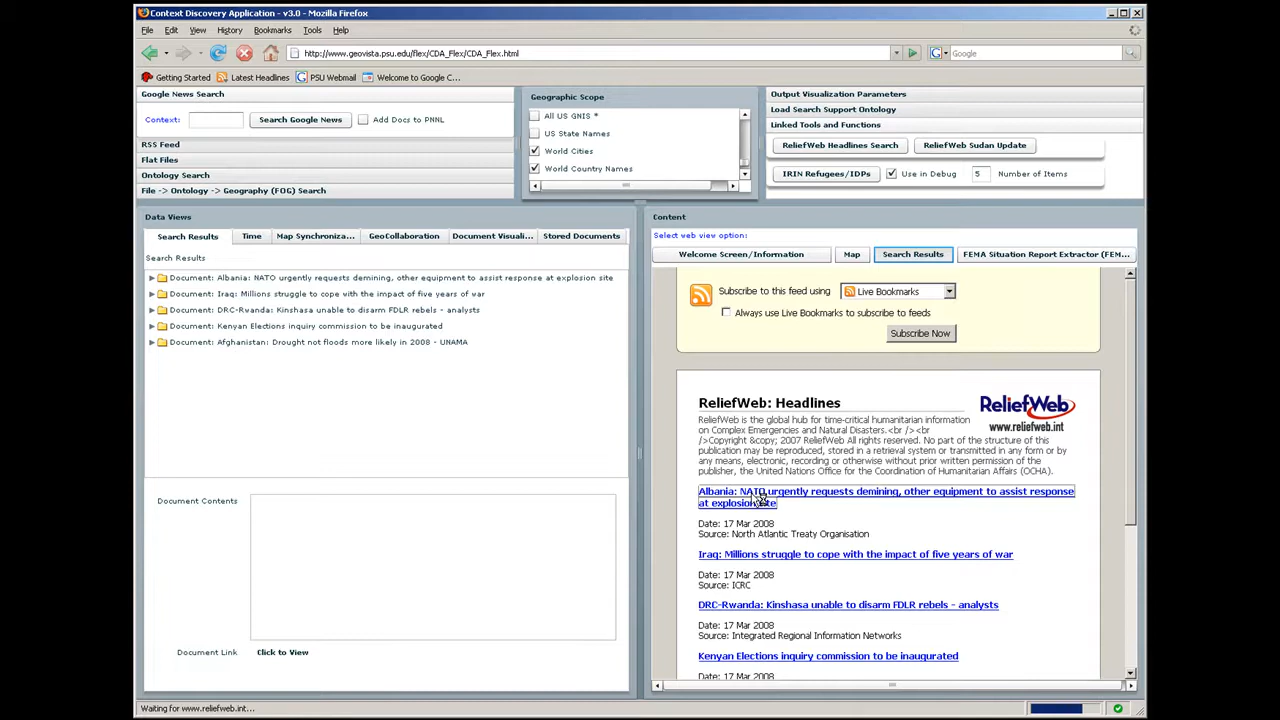 Context Discovery Application - v3.0 - Mozilla Firefox
File Edit View History Bookmarks Tools Help
http://www.geovista.psu.edu/flex/CDA_Flex/CDA_Flex.html
Google
Getting Started Latest Headlines PSU Webmail Welcome to Google C...
Google News Search
Context: Search Google News Add Docs to PNNL
RSS Feed
Flat Files
Ontology Search
File -> Ontology -> Geography (FOG) Search
Geographic Scope
All US GNIS *
US State Names
World Cities
World Country Names
Output Visualization Parameters
Load Search Support Ontology
Linked Tools and Functions
ReliefWeb Headlines Search ReliefWeb Sudan Update
IRIN Refugees/IDPs Use in Debug 5 Number of Items
Data Views
Search Results Time Map Synchroniza... GeoCollaboration Document Visuali... Stored Documents
Search Results
Document: Albania: NATO urgently requests demining, other equipment to assist response at explosion site
Document: Iraq: Millions struggle to cope with the impact of five years of war
Document: DRC-Rwanda: Kinshasa unable to disarm FDLR rebels - analysts
Document: Kenyan Elections inquiry commission to be inaugurated
Document: Afghanistan: Drought not floods more likely in 2008 - UNAMA
Document Contents
Document Link Click to View
Content
Select web view option:
Welcome Screen/Information Map Search Results FEMA Situation Report Extractor (FEM...
Subscribe to this feed using Live Bookmarks
Always use Live Bookmarks to subscribe to feeds
Subscribe Now
ReliefWeb: Headlines
ReliefWeb
www.reliefweb.int
ReliefWeb is the global hub for time-critical humanitarian information
on Complex Emergencies and Natural Disasters.<br /><br
/>Copyright &copy; 2007 ReliefWeb All rights reserved. No part of the structure of this
publication may be reproduced, stored in a retrieval system or transmitted in any form or by
any means, electronic, recording or otherwise without prior written permission of the
publisher, the United Nations Office for the Coordination of Humanitarian Affairs (OCHA).
Albania: NATO urgently requests demining, other equipment to assist response
at explosion site
Date: 17 Mar 2008
Source: North Atlantic Treaty Organisation
Iraq: Millions struggle to cope with the impact of five years of war
Date: 17 Mar 2008
Source: ICRC
DRC-Rwanda: Kinshasa unable to disarm FDLR rebels - analysts
Date: 17 Mar 2008
Source: Integrated Regional Information Networks
Kenyan Elections inquiry commission to be inaugurated
Date: 17 Mar 2008
Waiting for www.reliefweb.int...